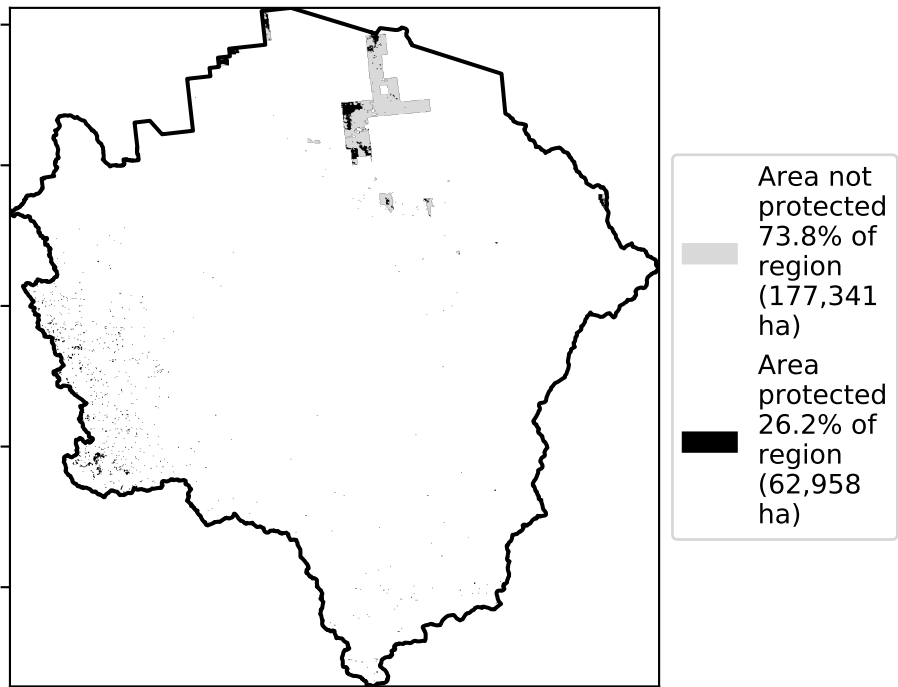 Area not
protected
73.8% of
region
(177,341
ha)
Area
protected
26.2% of
region
(62,958
ha)